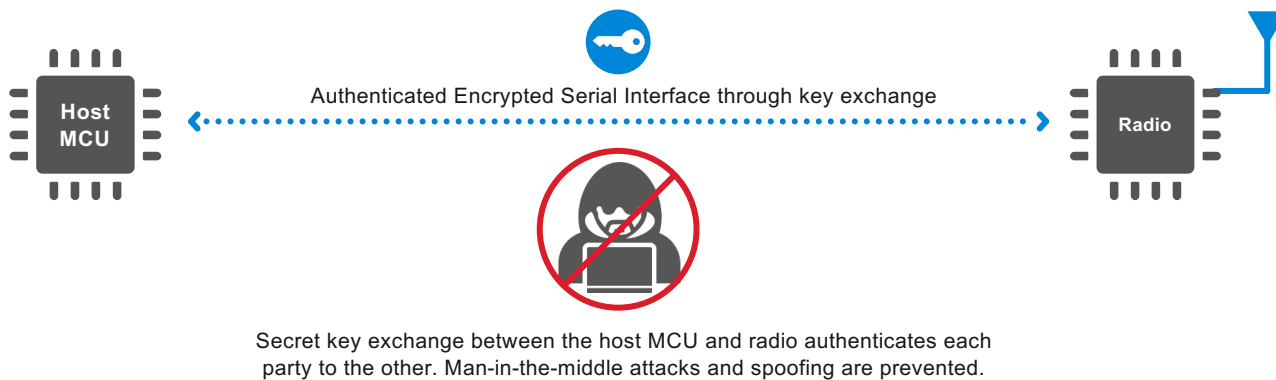 Host
MCU
Authenticated Encrypted Serial Interface through key exchange
Radio
Secret key exchange between the host MCU and radio authenticates each
party to the other. Man-in-the-middle attacks and spoofing are prevented.